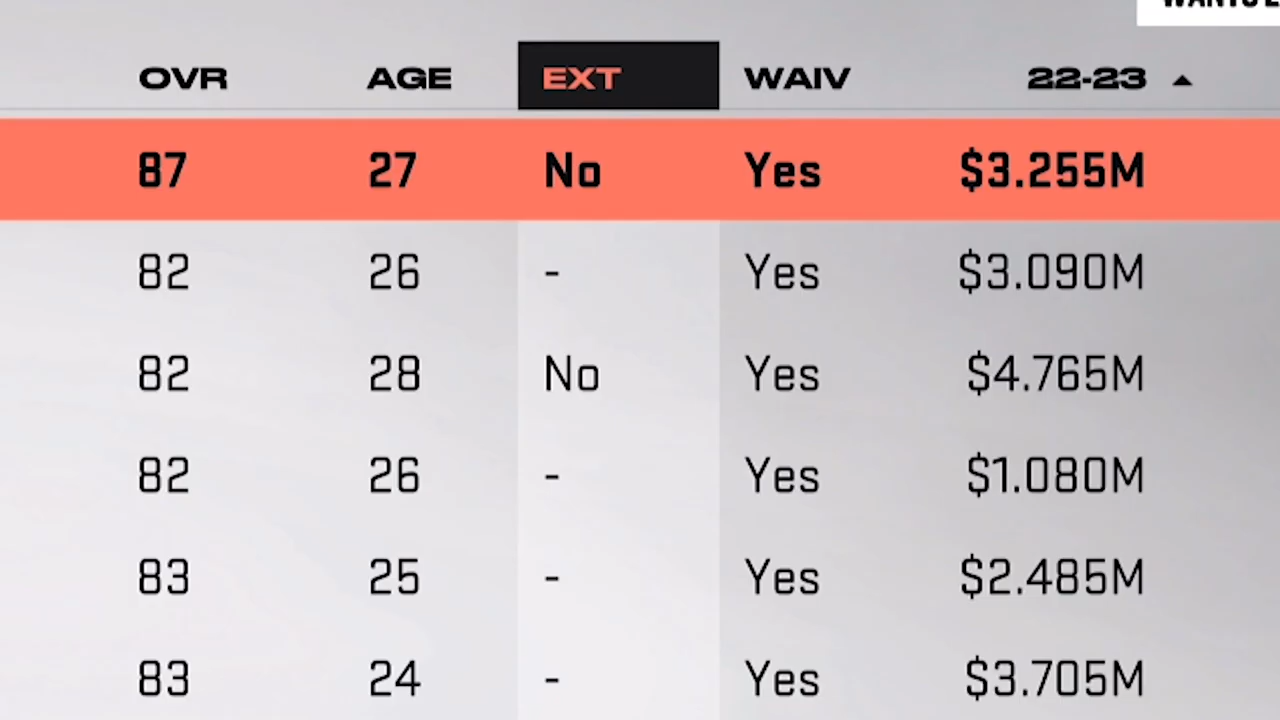 OVR AGE EXT WAIV 22-23
87 27 No Yes $3.255M
82 26 - Yes $3.090M
82 28 No Yes $4.765M
82 26 - Yes $1.080M
83 25 - Yes $2.485M
83 24 - Yes $3.705M